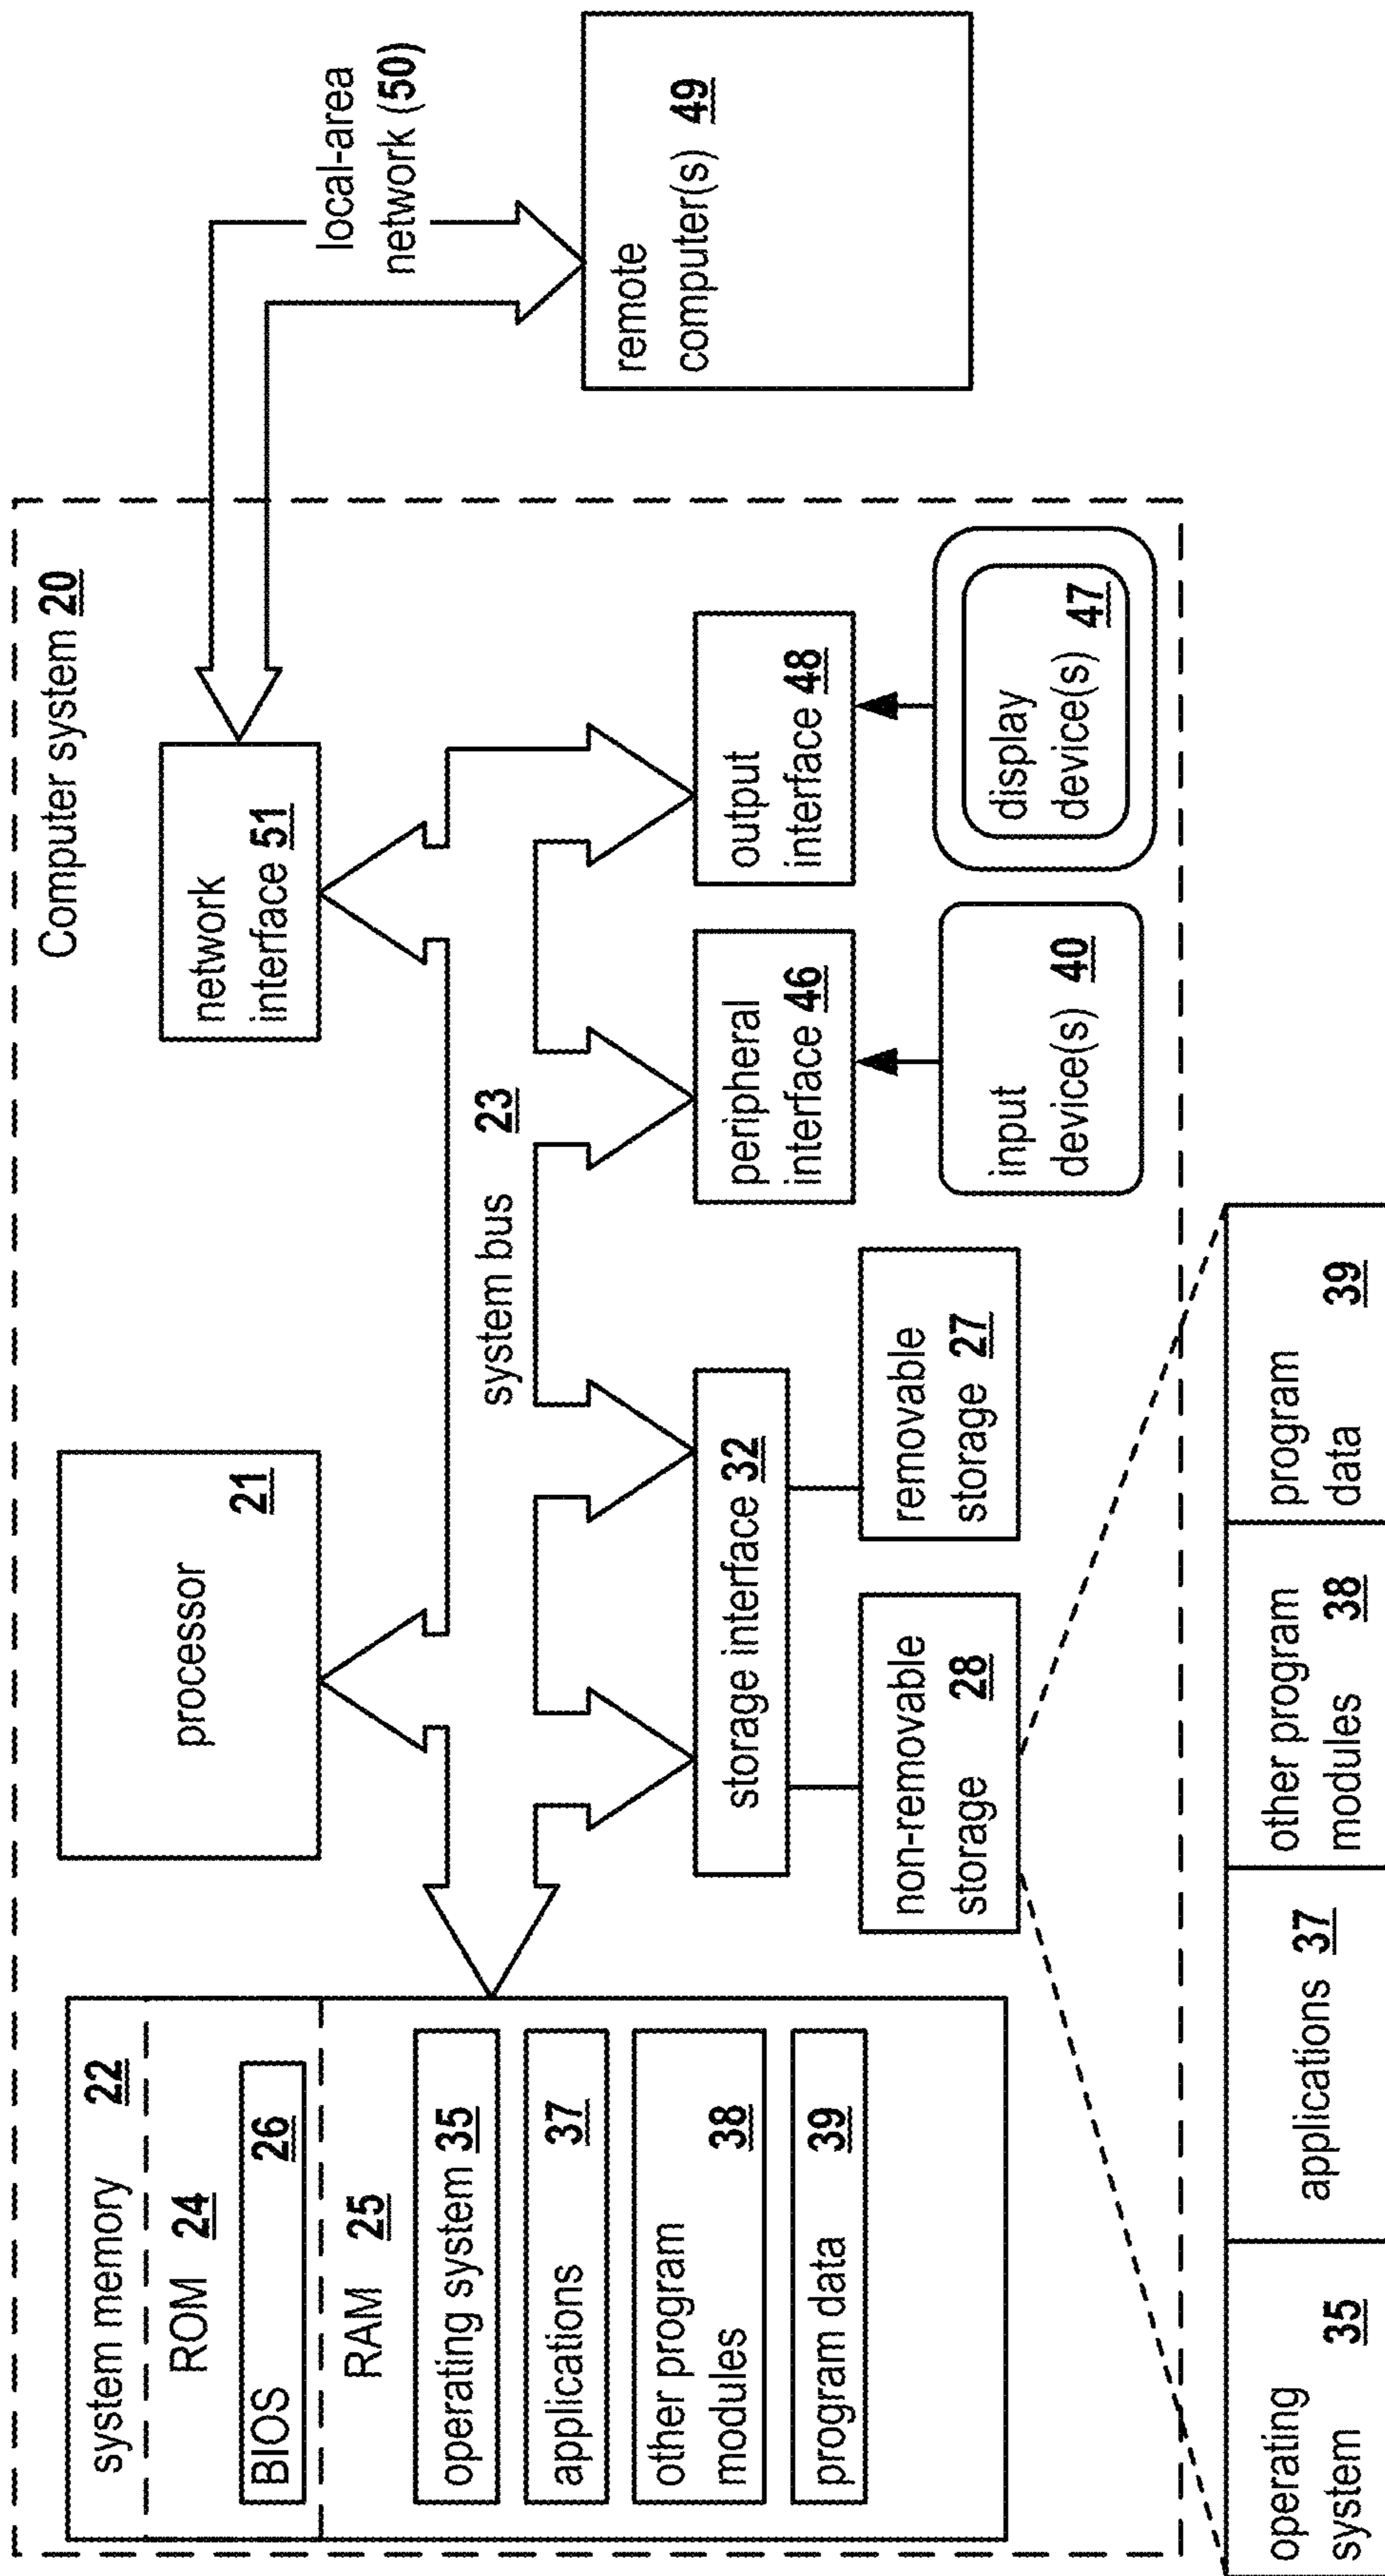 Computer system 20
system memory 22
ROM 24
BIOS 26
RAM 25
operating system 35
applications 37
other program
modules 38
program data 39
processor
21
network
interface 51
local-area
network (50)
system bus 23
storage interface 32
peripheral
interface 46
output
interface 48
remote
computer(s) 49
non-removable
storage 28
removable
storage 27
input
device(s) 40
display
device(s) 47
operating
system 35
applications 37
other program
modules 38
program
data 39